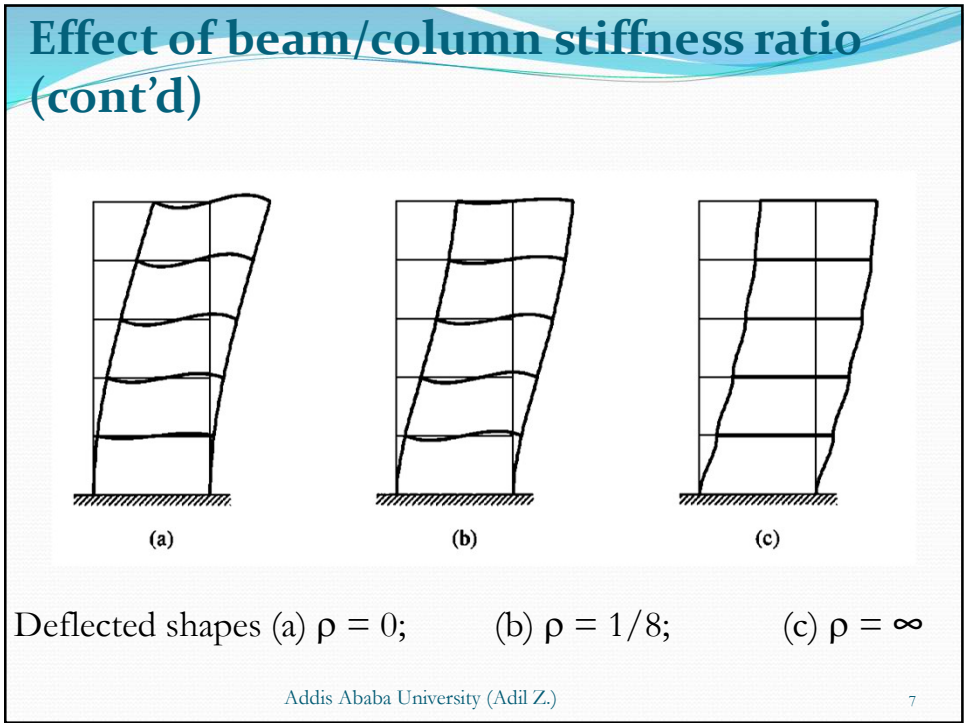 Effect of beam/column stiffness ratio
(cont’d)
(a) (b) (c)
Deflected shapes (a) ρ = 0; (b) ρ = 1/8; (c) ρ = ∞
Addis Ababa University (Adil Z.) 7